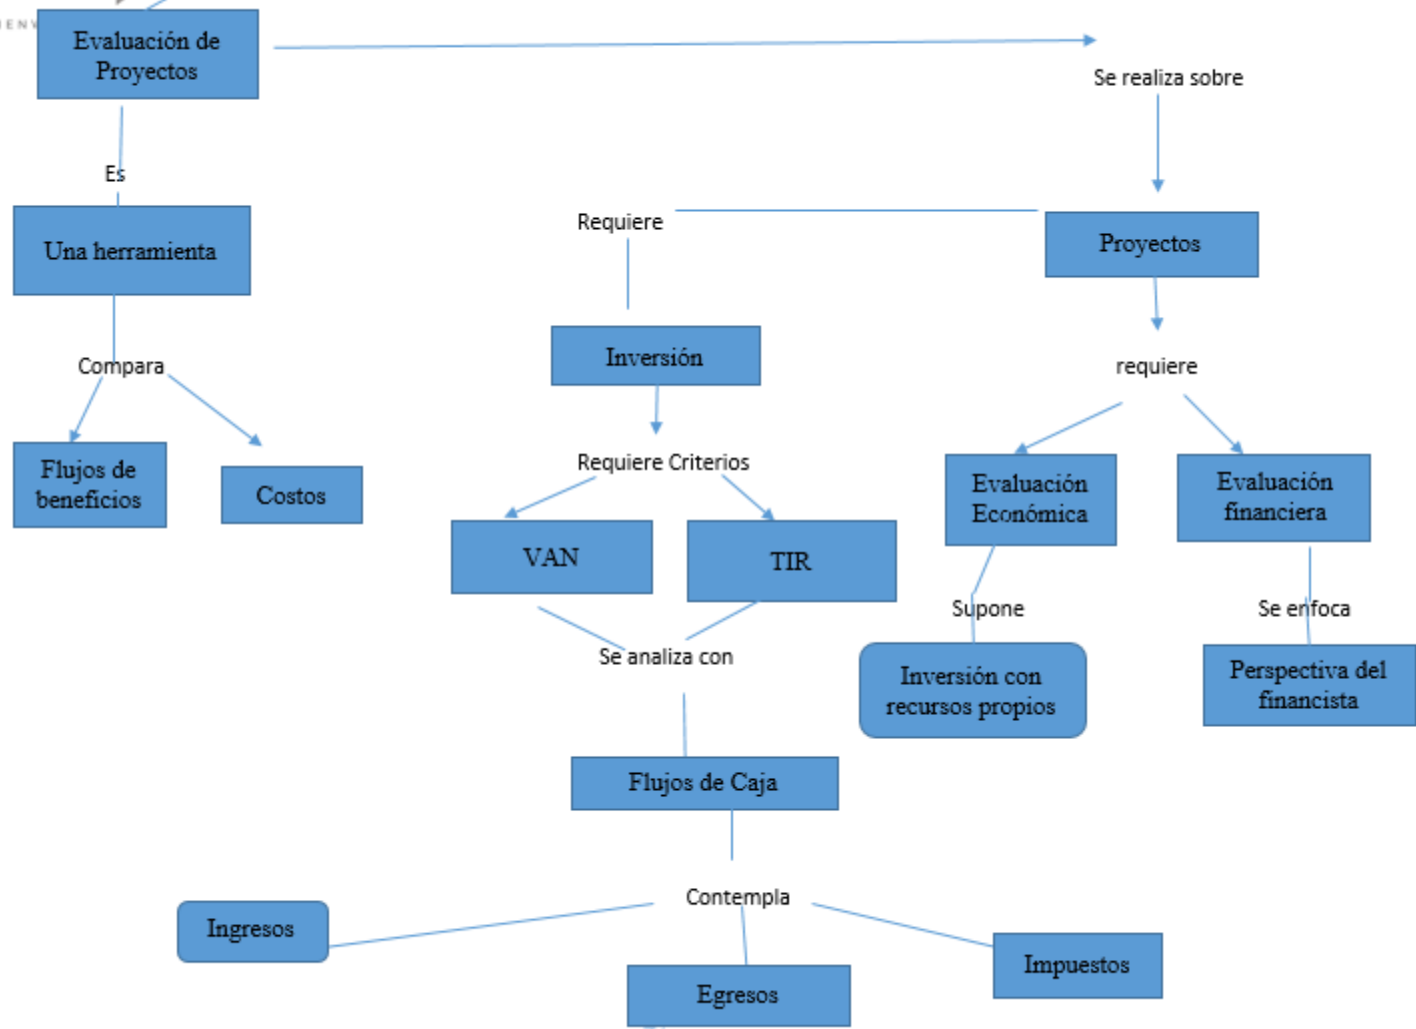 Evaluación de
Proyectos
Se realiza sobre
Es
Una herramienta
Requiere
Proyectos
Inversión
Compara
requiere
Flujos de
beneficios
Costos
Requiere Criterios
Evaluación
Económica
Evaluación
financiera
VAN
TIR
Supone
Se enfoca
Se analiza con
Inversión con
recursos propios
Perspectiva del
financista
Flujos de Caja
Contempla
Ingresos
Egresos
Impuestos